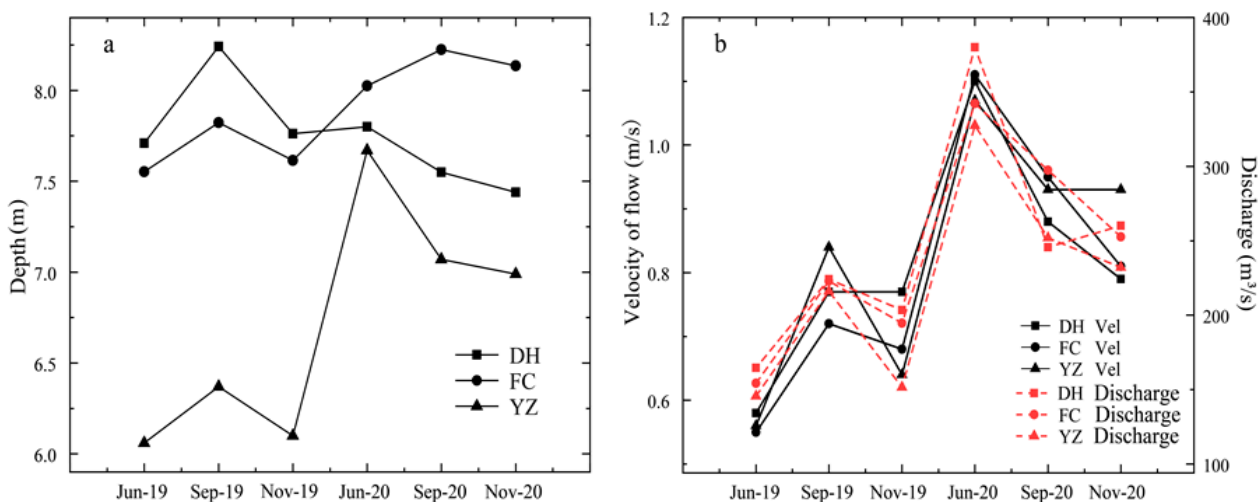 a
Depth(m)
8.0
7.5
7.0
6.5
6.0
Jun-19 Sep-19 Nov-19 Jun-20 Sep-20 Nov-20
DH
FC
YZ
b
Velocity of flow (m/s)
1.2
1.0
0.8
0.6
Jun-19 Sep-19 Nov-19 Jun-20 Sep-20 Nov-20
400
300
200
100
Discharge (m³/s)
DH Vel
FC Vel
YZ Vel
DH Discharge
FC Discharge
YZ Discharge